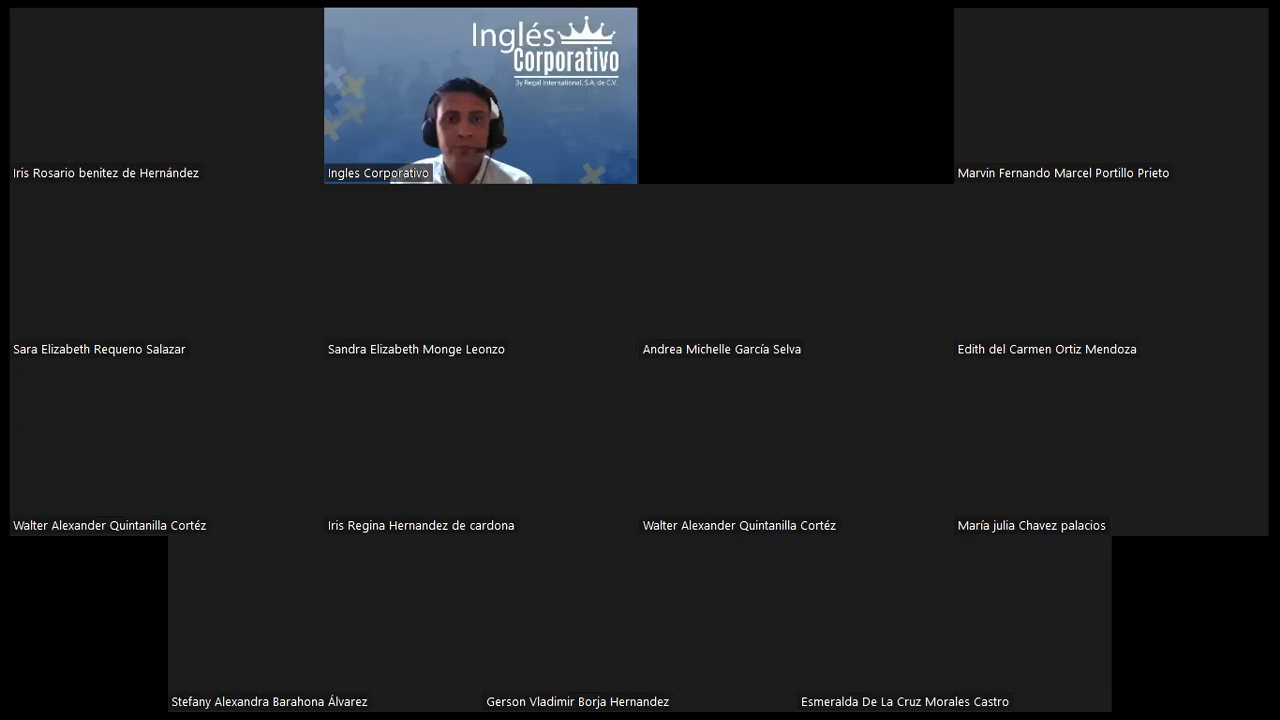 Inglés
Corporativo
By Regal International, S.A. de C.V.
Iris Rosario benitez de Hernández
Ingles Corporativo
Marvin Fernando Marcel Portillo Prieto
Sara Elizabeth Requeno Salazar
Sandra Elizabeth Monge Leonzo
Andrea Michelle García Selva
Edith del Carmen Ortiz Mendoza
Walter Alexander Quintanilla Cortéz
Iris Regina Hernandez de cardona
Walter Alexander Quintanilla Cortéz
María julia Chavez palacios
Stefany Alexandra Barahona Álvarez
Gerson Vladimir Borja Hernandez
Esmeralda De La Cruz Morales Castro